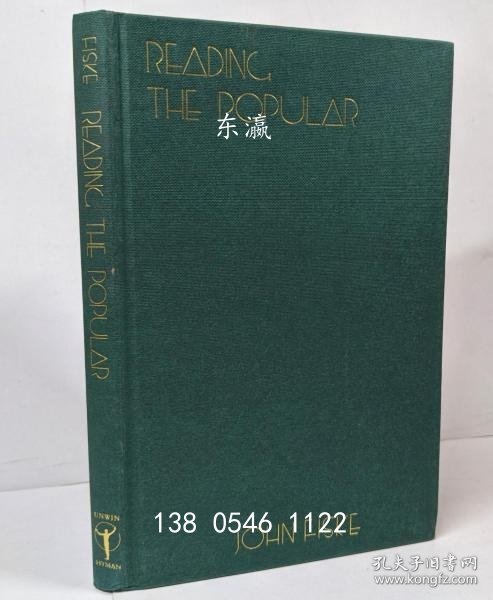 READING
THE POPULAR
东瀛
FISKE READING THE POPULAR
UNWIN
HYMAN
138 0546 1122
JOHN FISKE
孔夫子旧书网
www.kongfz.com